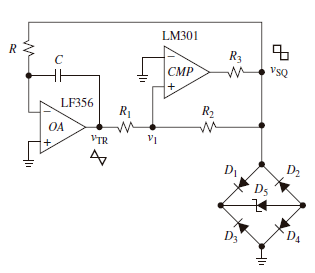 LM301
R
C
R3
−
CMP
+
vSQ
LF356
R1
R2
−
OA
+
vTR
v1
D1
D2
D5
D3
D4